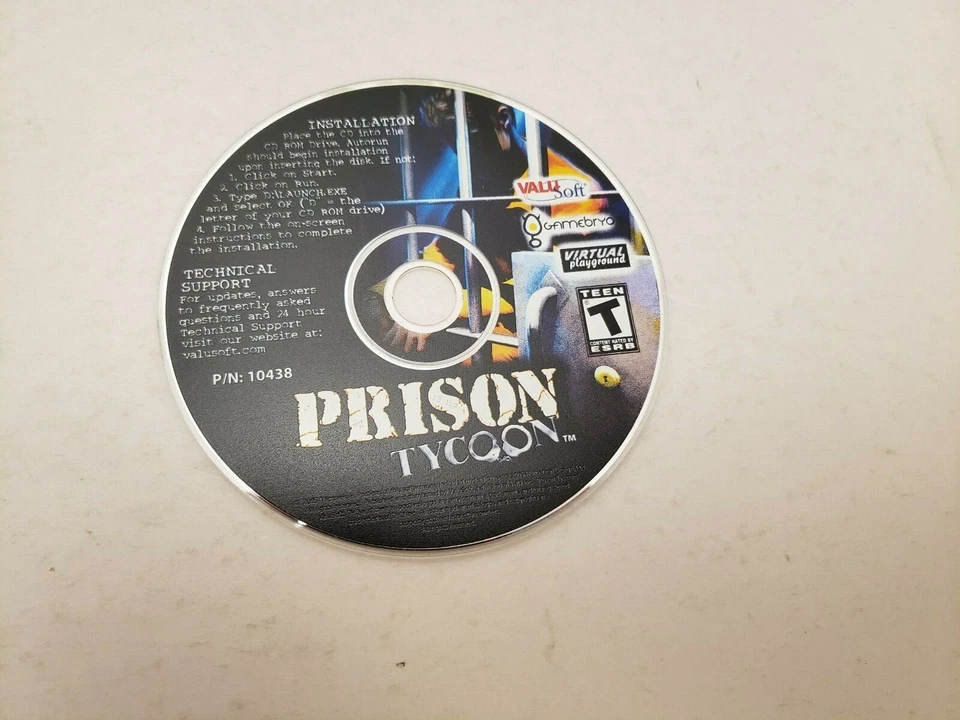 INSTALLATION
Place the CD into the
CD ROM Drive, Autorun
should begin installation
upon inserting the disk. If not:
1. Click on Start.
2. Click on Run.
3. Type D:\LAUNCH.EXE
and select OF ("D" = the
letter of your CD ROM drive)
4. Follow the on-screen
instructions to complete
the installation.
TECHNICAL
SUPPORT
For updates, answers
to frequently asked
questions and 24 hour
Technical Support
visit our website at:
valusoft.com
P/N: 10438
VALU
Soft®
GAMEBRYO
VIRTUAL
playground
TEEN
T
CONTENT RATED BY
ESRB
PRISON
TYCOON™